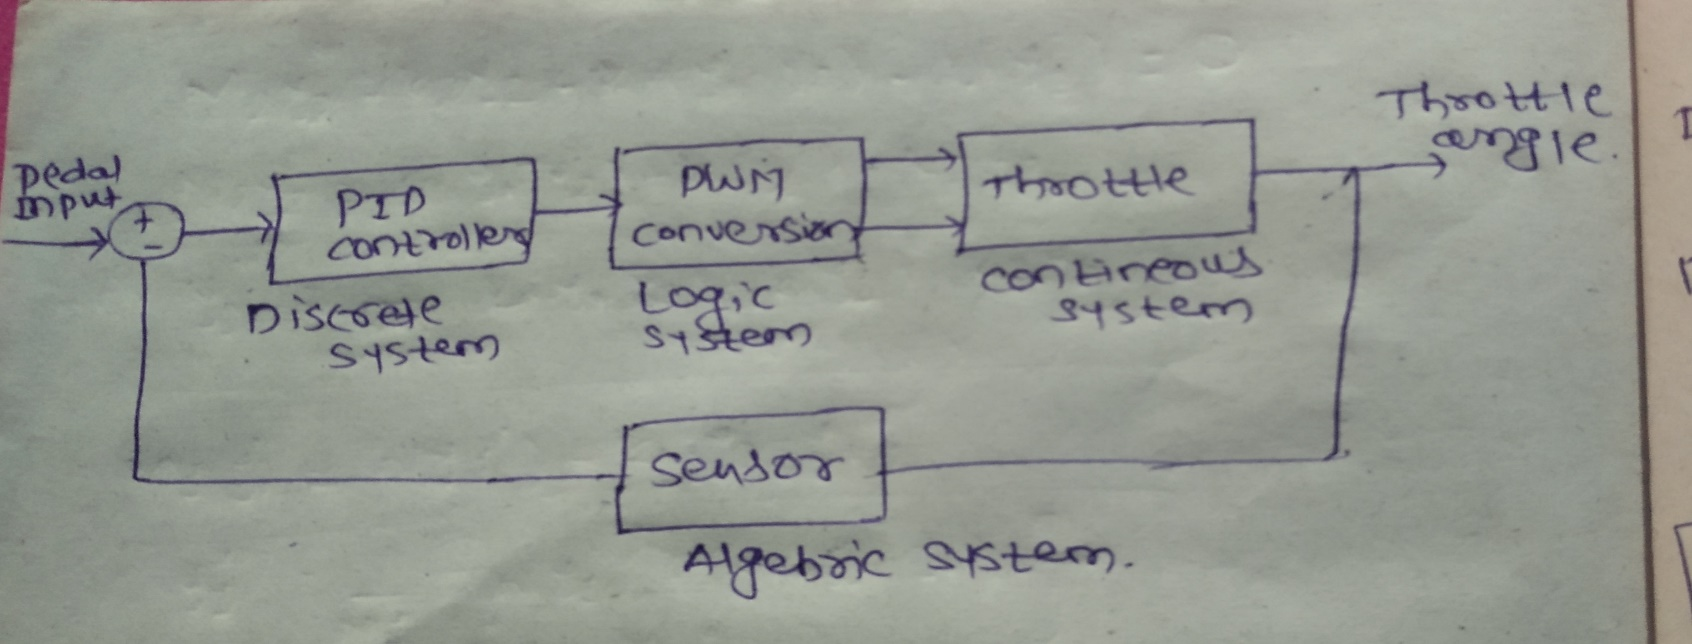 Pedal
Input
+
-
PID
controller
Discrete
system
PWM
conversion
Logic
system
Throttle
contineous
system
Throttle
angle.
Sensor
Algebric system.